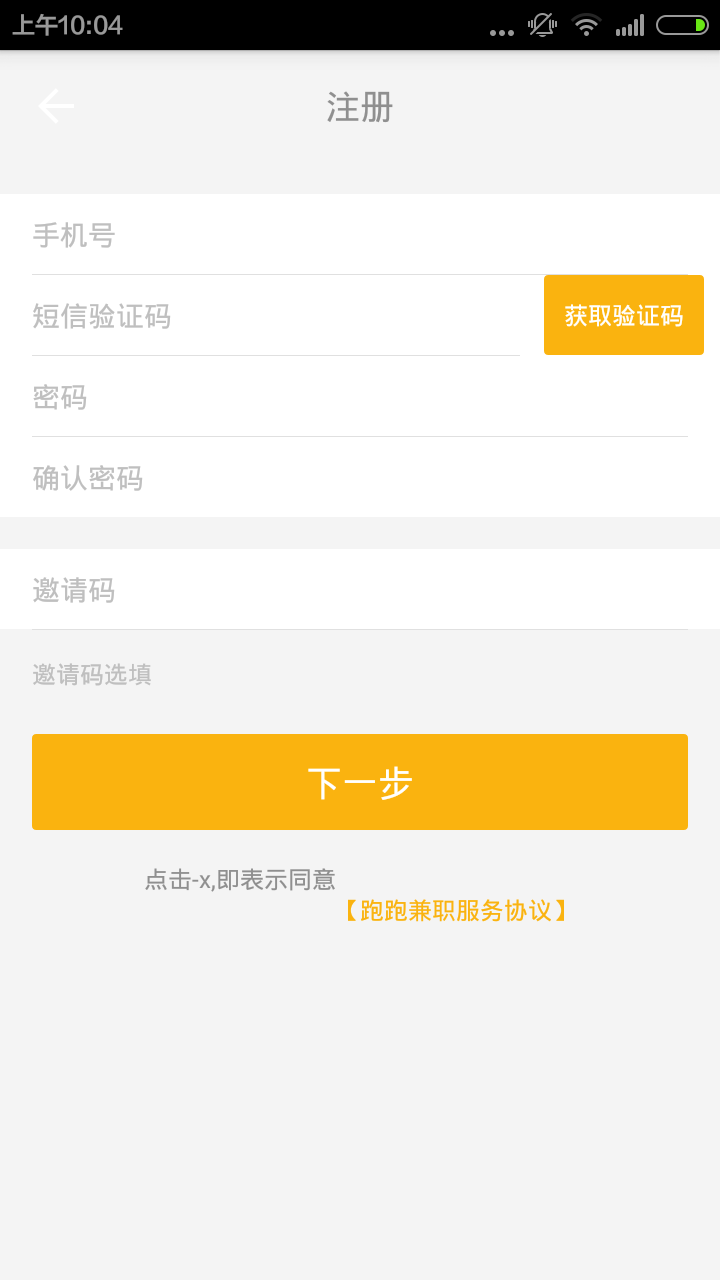 上午10:04
注册
手机号
短信验证码
获取验证码
密码
确认密码
邀请码
邀请码选填
下一步
点击-x,即表示同意
【跑跑兼职服务协议】